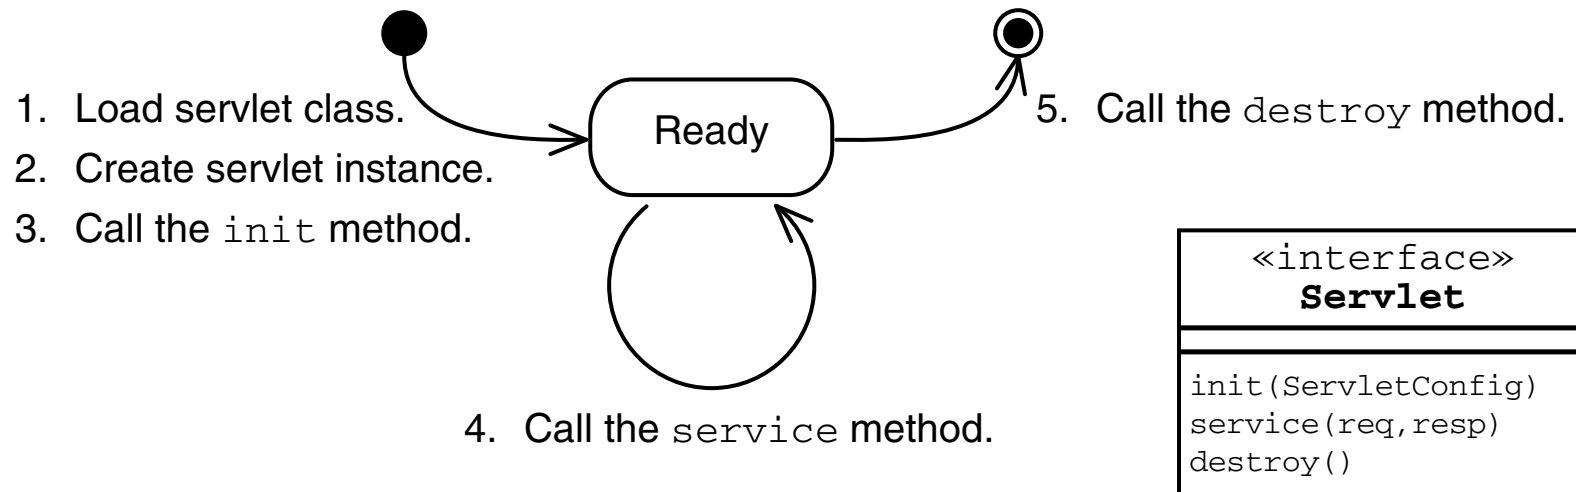 1. Load servlet class.
2. Create servlet instance.
3. Call the init method.
Ready
5. Call the destroy method.
4. Call the service method.
«interface»
Servlet
init(ServletConfig)
service(req,resp)
destroy()